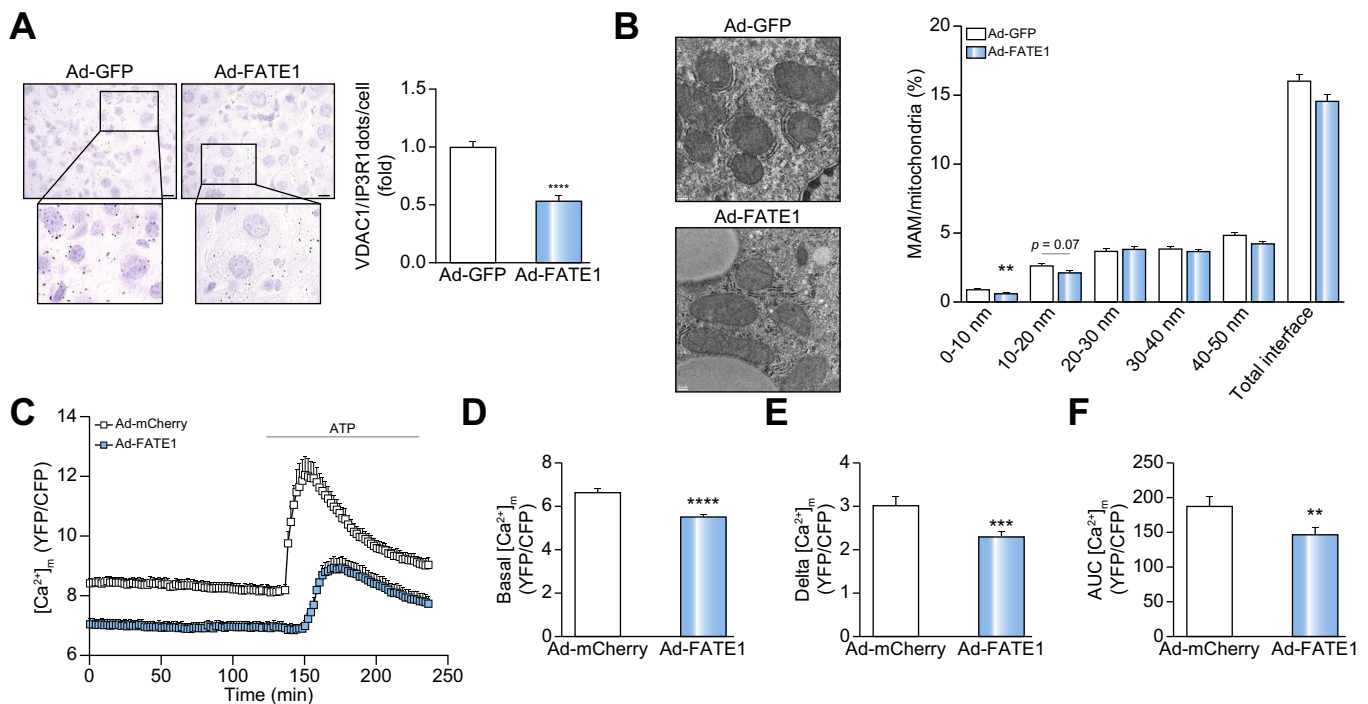 A
Ad-GFP
Ad-FATE1
VDAC1/IP3R1dots/cell
(fold)
1.5
1.0
0.5
0.0
****
Ad-GFP
Ad-FATE1
B
Ad-GFP
Ad-FATE1
MAM/mitochondria (%)
20
15
10
5
0
Ad-GFP
Ad-FATE1
**
p = 0.07
0-10 nm
10-20 nm
20-30 nm
30-40 nm
40-50 nm
Total interface
C
[Ca²⁺]ₘ (YFP/CFP)
14
12
10
8
6
Ad-mCherry
Ad-FATE1
ATP
0
50
100
150
200
250
Time (min)
D
Basal [Ca²⁺]ₘ
(YFP/CFP)
8
6
4
2
0
****
Ad-mCherry
Ad-FATE1
E
Delta [Ca²⁺]ₘ
(YFP/CFP)
4
3
2
1
0
***
Ad-mCherry
Ad-FATE1
F
AUC [Ca²⁺]ₘ
(YFP/CFP)
250
200
150
100
50
0
**
Ad-mCherry
Ad-FATE1